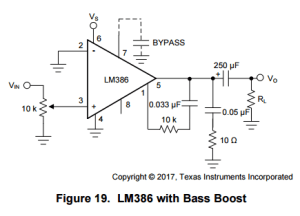 Vs
6
2
7
BYPASS
LM386
250 µF
+
VO
VIN
10 k
3
+
1
5
8
4
0.033 µF
10 k
0.05 µF
RL
10 Ω
Copyright © 2017, Texas Instruments Incorporated
Figure 19. LM386 with Bass Boost